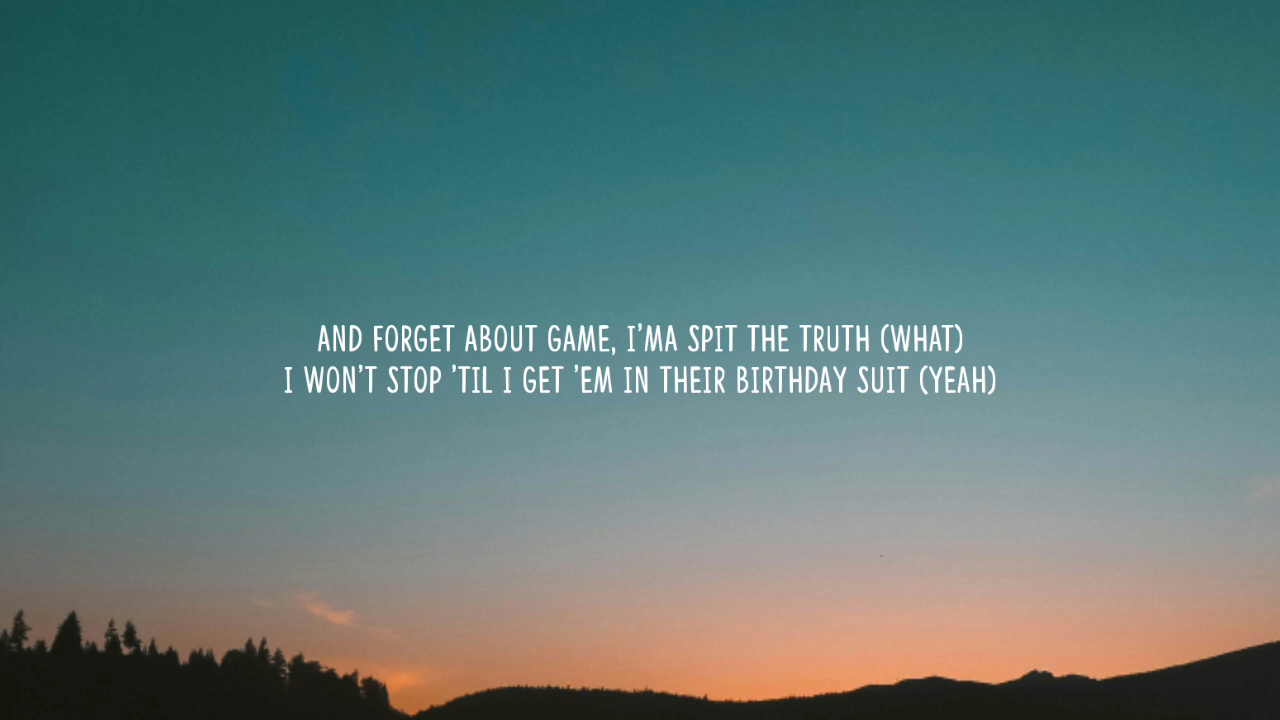 AND FORGET ABOUT GAME, I'MA SPIT THE TRUTH (WHAT)
I WON'T STOP 'TIL I GET 'EM IN THEIR BIRTHDAY SUIT (YEAH)